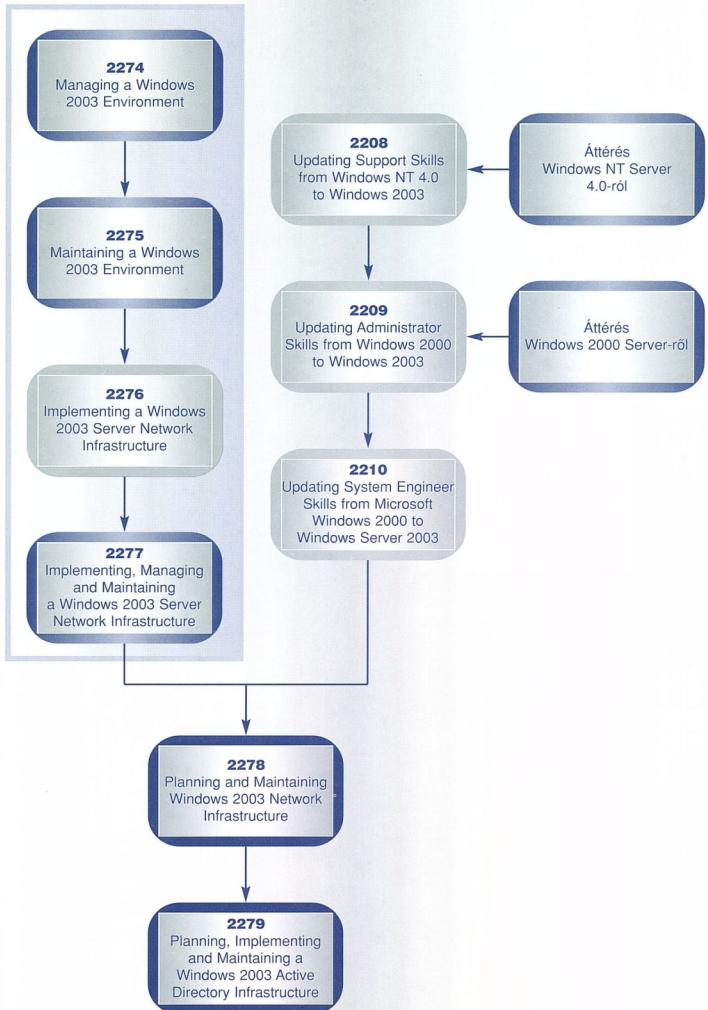 2274
Managing a Windows
2003 Environment
2275
Maintaining a Windows
2003 Environment
2276
Implementing a Windows
2003 Server Network
Infrastructure
2277
Implementing, Managing
and Maintaining
a Windows 2003 Server
Network Infrastructure
2208
Updating Support Skills
from Windows NT 4.0
to Windows 2003
Áttérés
Windows NT Server
4.0-ról
2209
Updating Administrator
Skills from Windows 2000
to Windows 2003
Áttérés
Windows 2000 Server-ről
2210
Updating System Engineer
Skills from Microsoft
Windows 2000 to
Windows Server 2003
2278
Planning and Maintaining
Windows 2003 Network
Infrastructure
2279
Planning, Implementing
and Maintaining a
Windows 2003 Active
Directory Infrastructure